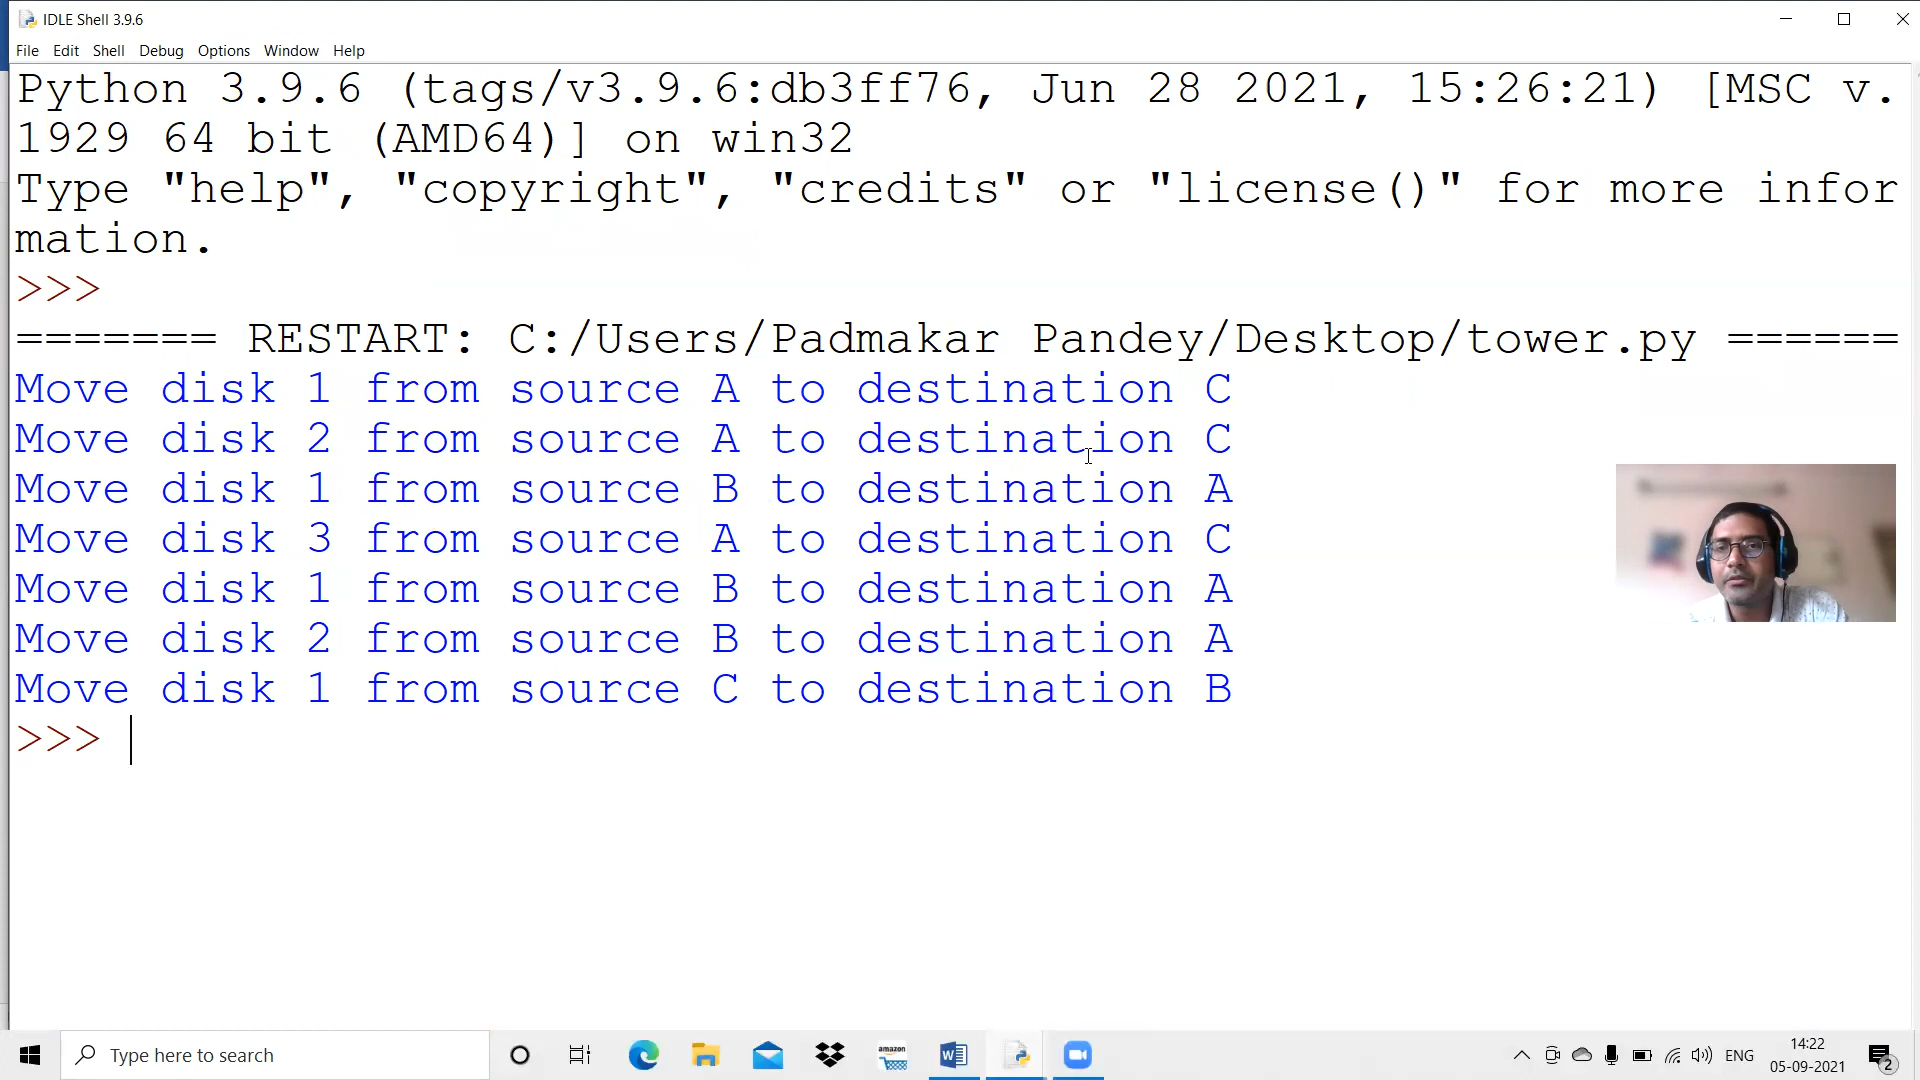 IDLE Shell 3.9.6
File Edit Shell Debug Options Window Help
Python 3.9.6 (tags/v3.9.6:db3ff76, Jun 28 2021, 15:26:21) [MSC v.
1929 64 bit (AMD64)] on win32
Type "help", "copyright", "credits" or "license()" for more infor
mation.
>>>
======= RESTART: C:/Users/Padmakar Pandey/Desktop/tower.py ======
Move disk 1 from source A to destination C
Move disk 2 from source A to destination C
Move disk 1 from source B to destination A
Move disk 3 from source A to destination C
Move disk 1 from source B to destination A
Move disk 2 from source B to destination A
Move disk 1 from source C to destination B
>>>
Type here to search
amazon
W
ENG
14:22
05-09-2021
2